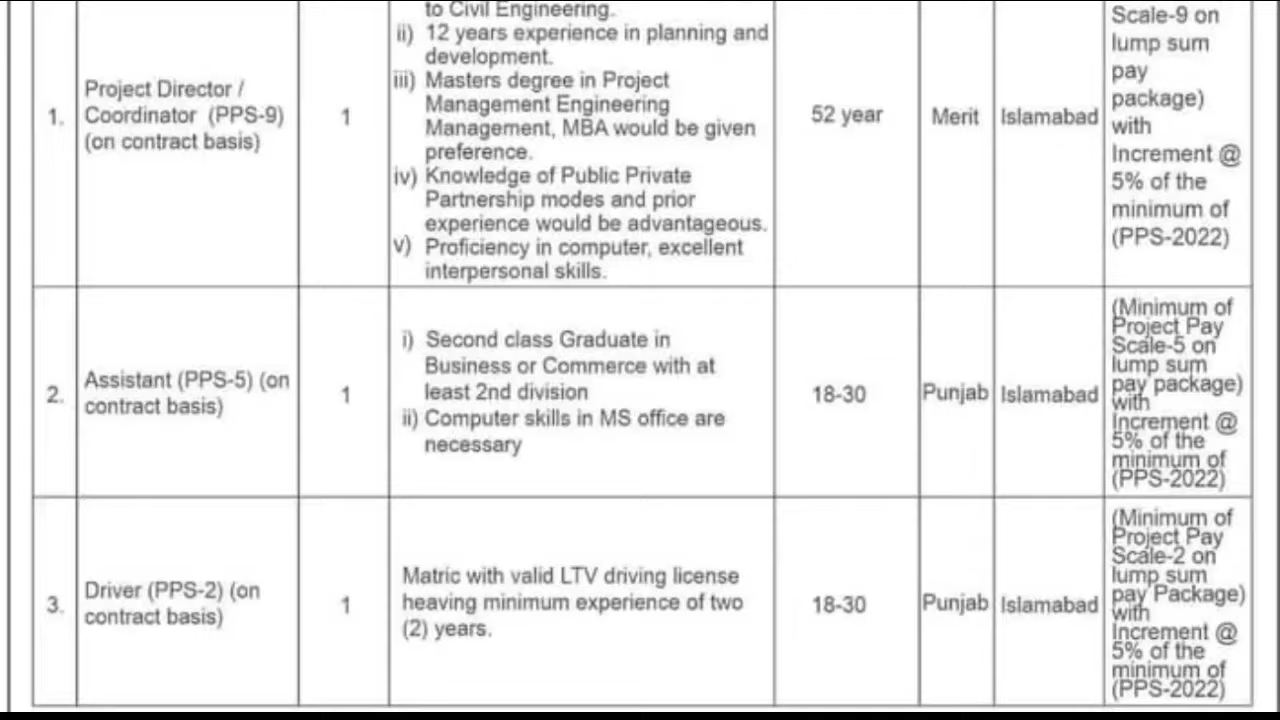 to Civil Engineering.
ii) 12 years experience in planning and
development.
iii) Masters degree in Project
Management Engineering
Management, MBA would be given
preference.
iv) Knowledge of Public Private
Partnership modes and prior
experience would be advantageous.
v) Proficiency in computer, excellent
interpersonal skills.
1.
Project Director /
Coordinator (PPS-9)
(on contract basis)
1
52 year
Merit
Islamabad
Scale-9 on
lump sum
pay
package)
with
Increment @
5% of the
minimum of
(PPS-2022)
2.
Assistant (PPS-5) (on
contract basis)
1
i) Second class Graduate in
Business or Commerce with at
least 2nd division
ii) Computer skills in MS office are
necessary
18-30
Punjab
Islamabad
(Minimum of
Project Pay
Scale-5 on
lump sum
pay package)
with
Increment @
5% of the
minimum of
(PPS-2022)
3.
Driver (PPS-2) (on
contract basis)
1
Matric with valid LTV driving license
heaving minimum experience of two
(2) years.
18-30
Punjab
Islamabad
(Minimum of
Project Pay
Scale-2 on
lump sum
pay Package)
with
Increment @
5% of the
minimum of
(PPS-2022)